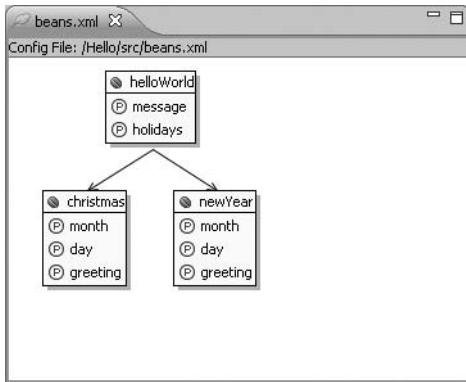 beans.xml
Config File: /Hello/src/beans.xml
helloWorld
P message
P holidays
christmas
P month
P day
P greeting
newYear
P month
P day
P greeting